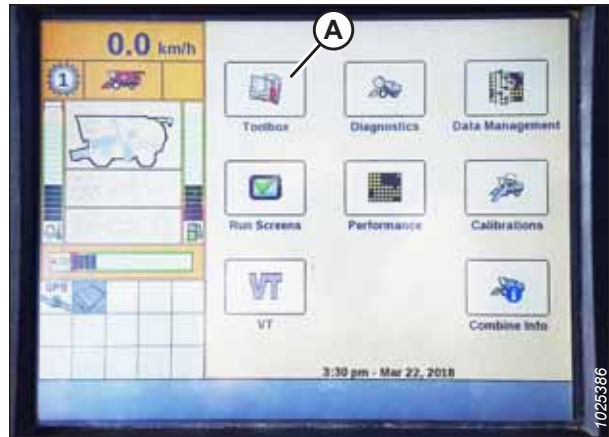 A
0.0 km/h
1
Toolbox
Diagnostics
Data Management
Run Screens
Performance
Calibrations
GPS
VT
VT
Combine Info
3:30 pm - Mar 22, 2018
1025386